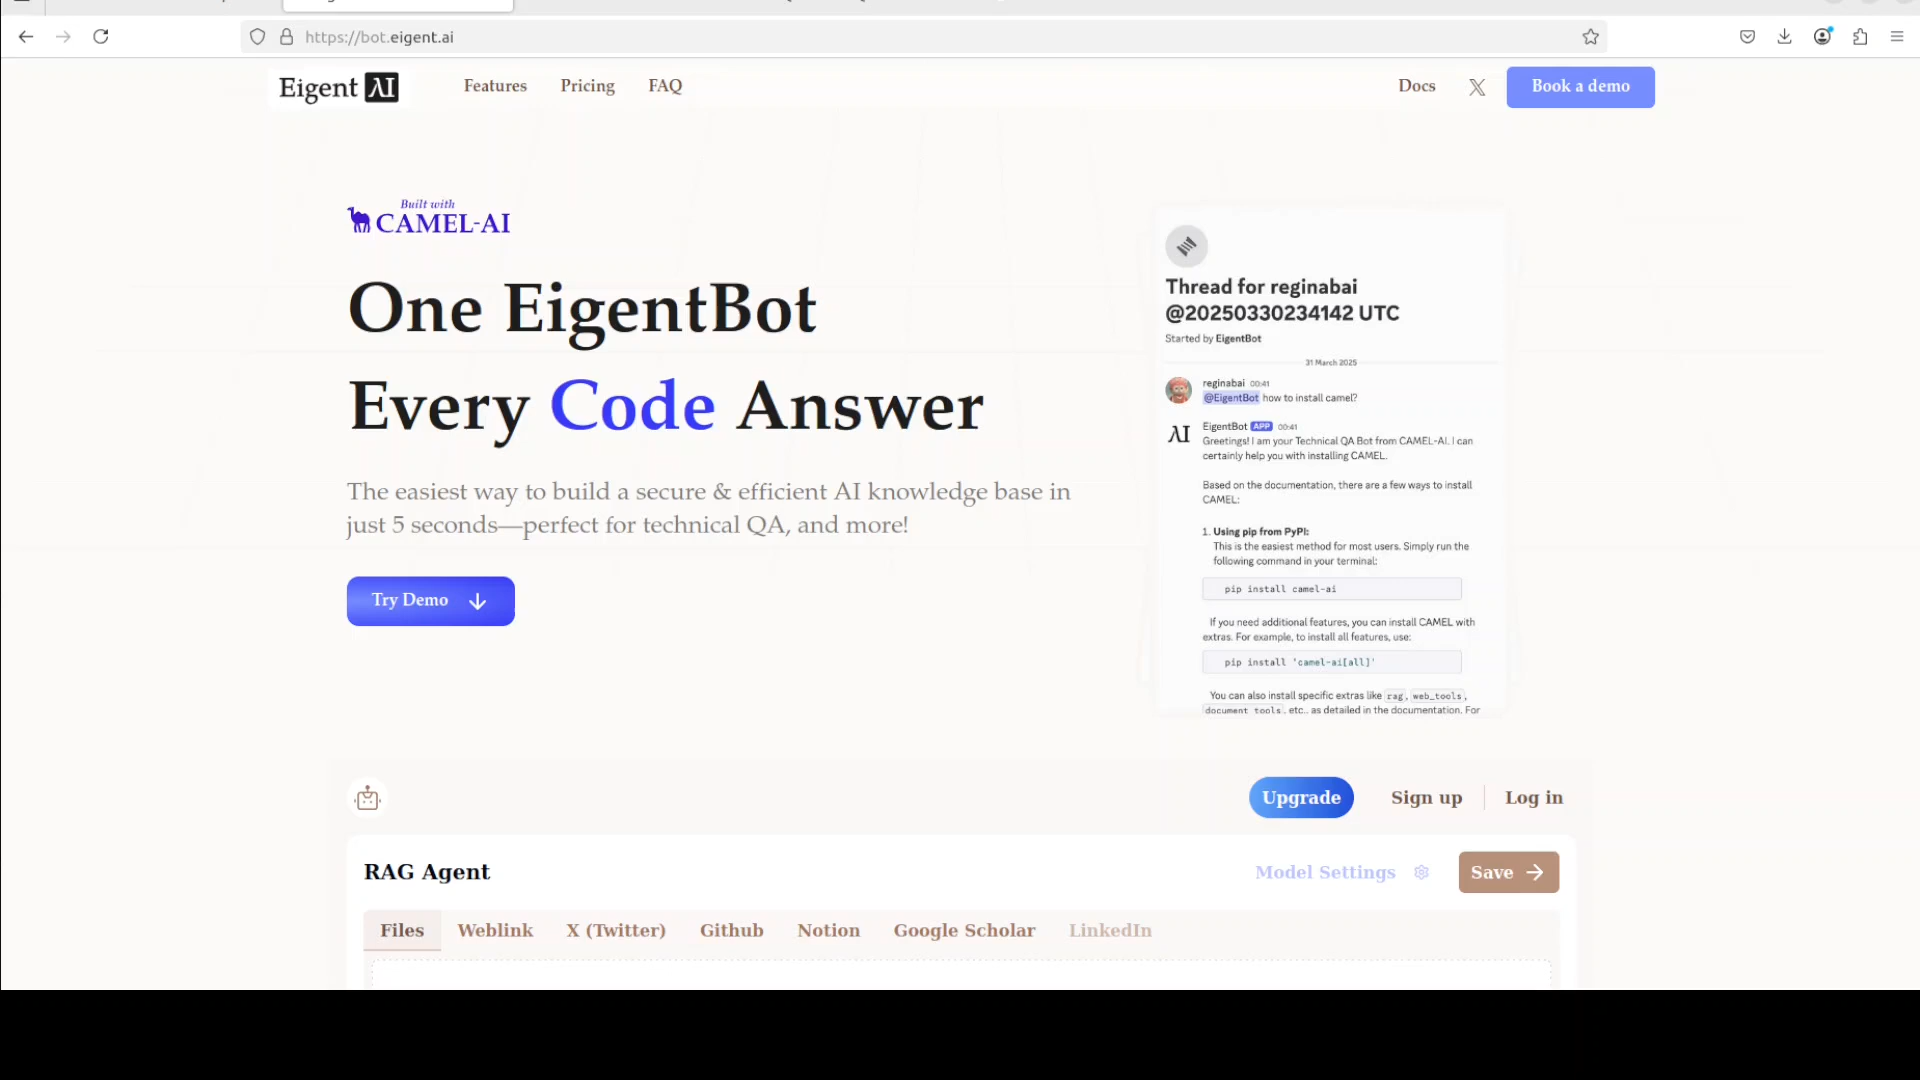 https://bot.eigent.ai
Eigent AI
Features
Pricing
FAQ
Docs
Book a demo
Built with
CAMEL-AI
One EigentBot
Every Code Answer
The easiest way to build a secure & efficient AI knowledge base in
just 5 seconds—perfect for technical QA, and more!
Try Demo
Thread for reginabai
@20250330234142 UTC
Started by EigentBot
31 March 2025
reginabai 00:41
@EigentBot how to install camel?
EigentBot APP 00:41
Greetings! I am your Technical QA Bot from CAMEL-AI. I can
certainly help you with installing CAMEL.
Based on the documentation, there are a few ways to install
CAMEL:
1. Using pip from PyPI:
This is the easiest method for most users. Simply run the
following command in your terminal:
pip install camel-ai
If you need additional features, you can install CAMEL with
extras. For example, to install all features, use:
pip install 'camel-ai[all]'
You can also install specific extras like rag, web_tools,
document_tools, etc., as detailed in the documentation. For
Upgrade
Sign up
Log in
RAG Agent
Model Settings
Save
Files
Weblink
X (Twitter)
Github
Notion
Google Scholar
LinkedIn